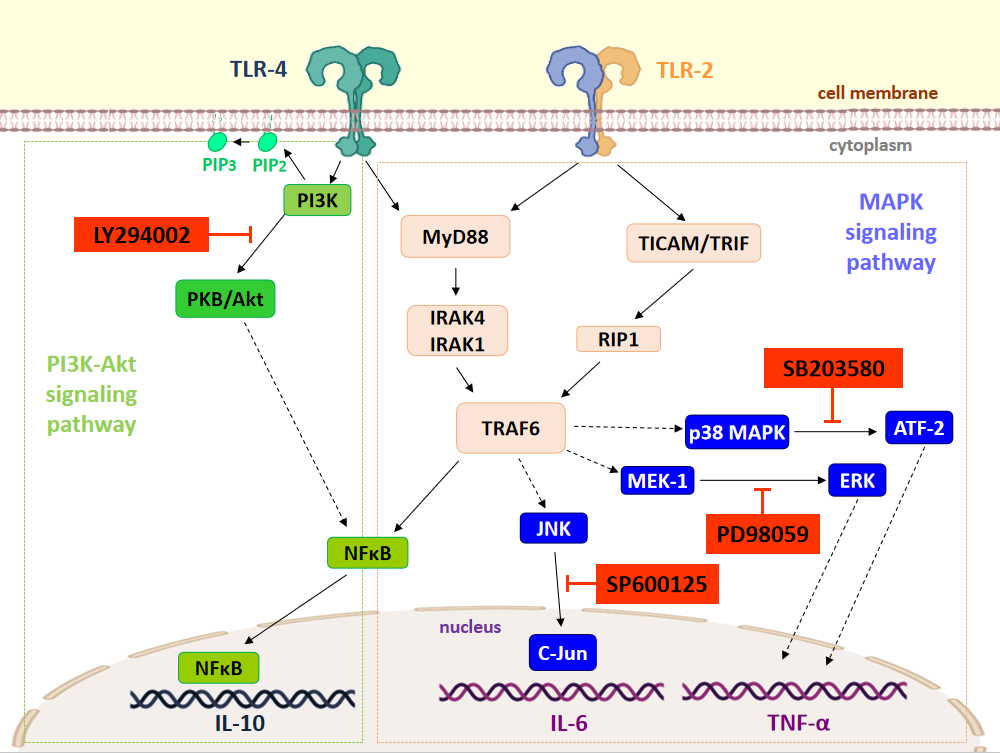 TLR-4
TLR-2
cell membrane
cytoplasm
PIP3
PIP2
PI3K
MAPK
signaling
pathway
LY294002
MyD88
TICAM/TRIF
PKB/Akt
IRAK4
IRAK1
RIP1
PI3K-Akt
signaling
pathway
SB203580
TRAF6
p38 MAPK
ATF-2
MEK-1
ERK
JNK
PD98059
NFκB
SP600125
nucleus
C-Jun
NFκB
IL-10
IL-6
TNF-α